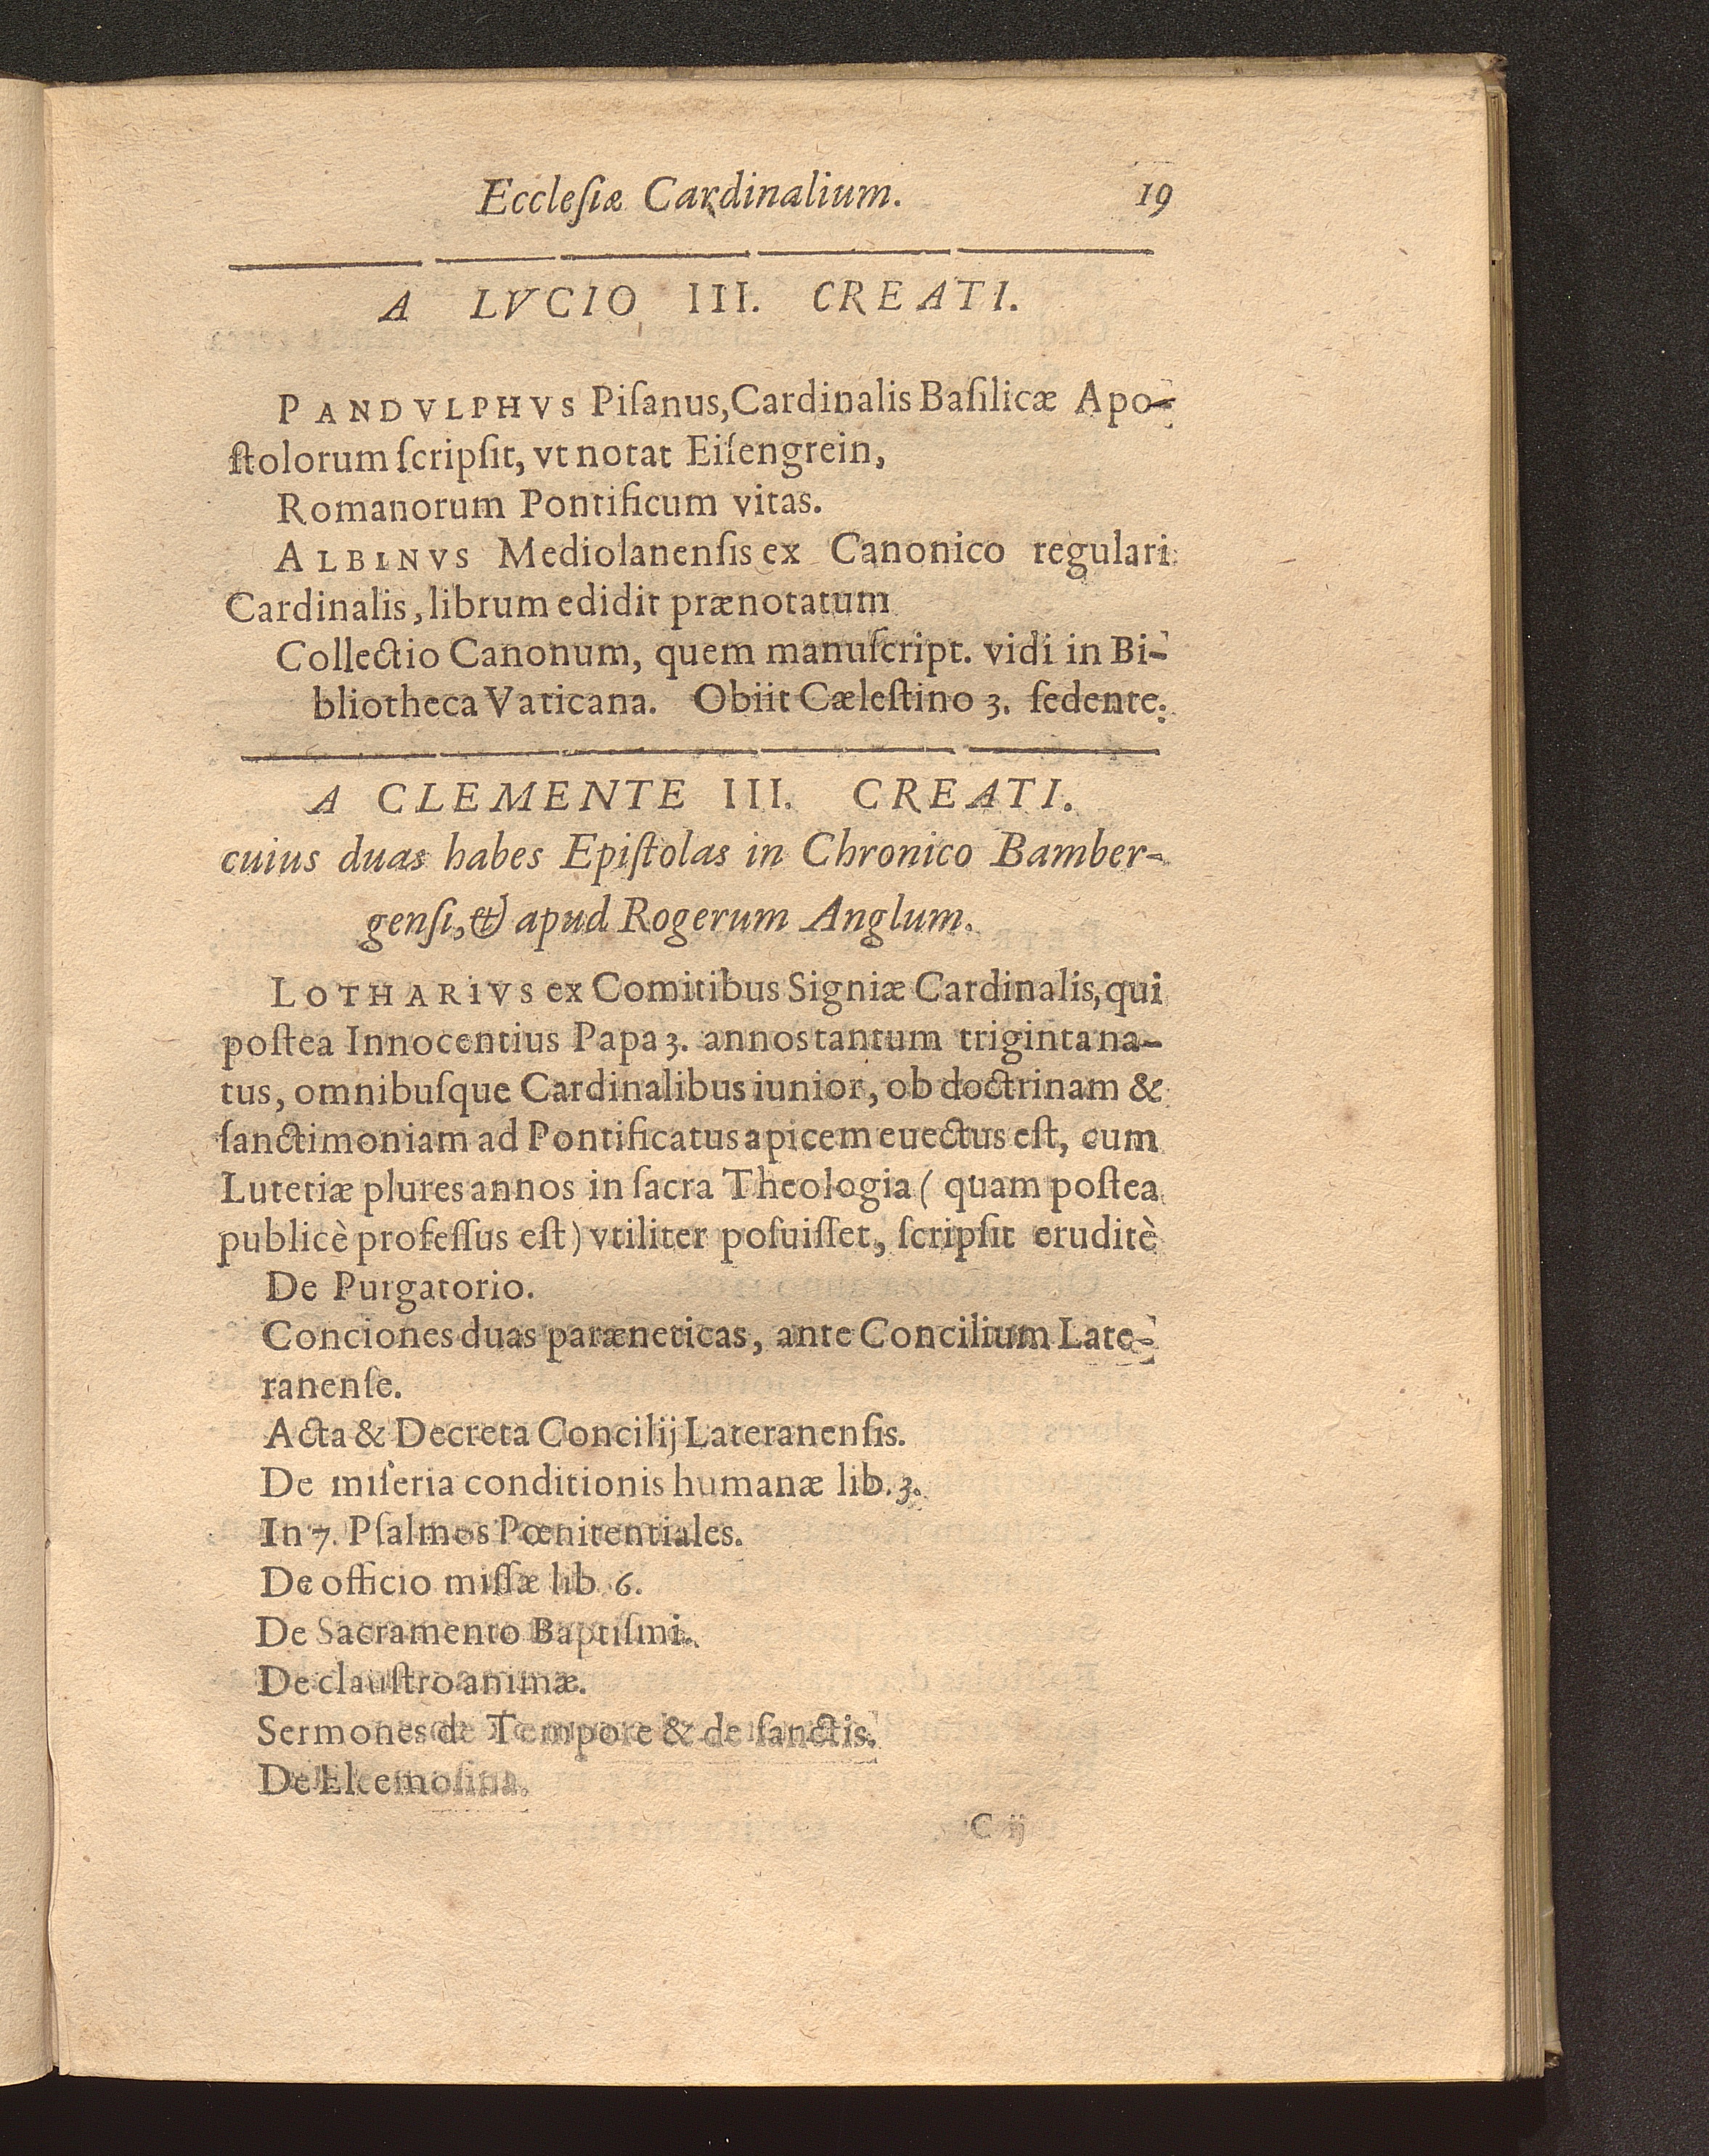 Eccleſiæ Cardinalium. 19
A LVCIO III. CREATI.
PANDVLPHVS Piſanus, Cardinalis Baſilicæ Apo-
ſtolorum ſcripſit, vt notat Eiſengrein,
Romanorum Pontificum vitas.
ALBINVS Mediolanenſis ex Canonico regulari
Cardinalis, librum edidit prænotatum
Collectio Canonum, quem manuſcript. vidi in Bi-
bliotheca Vaticana. Obiit Cæleſtino 3. ſedente.
A CLEMENTE III. CREATI.
cuius duas habes Epiſtolas in Chronico Bamber-
genſi, & apud Rogerum Anglum.
LOTHARIVS ex Comitibus Signiæ Cardinalis, qui
poſtea Innocentius Papa 3. annos tantum triginta na-
tus, omnibuſque Cardinalibus iunior, ob doctrinam &
ſanctimoniam ad Pontificatus apicem euectus eſt, cum
Lutetiæ plures annos in ſacra Theologia ( quam poſtea
publicè profeſſus eſt) vtiliter poſuiſſet, ſcripſit eruditè
De Purgatorio.
Conciones duas paræneticas, ante Concilium Late-
ranenſe.
Acta & Decreta Concilij Lateranenſis.
De miſeria conditionis humanæ lib. 3.
In 7. Pſalmos Pœnitentiales.
De officio miſſæ lib. 6.
De Sacramento Baptiſmi.
De clauſtro animæ.
Sermones de Tempore & de ſanctis.
De Eleemoſina.
C ij